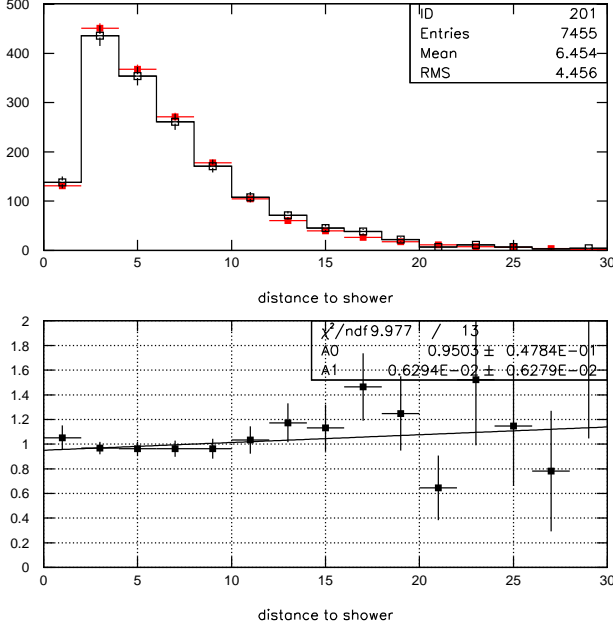 500
400
300
200
100
0
ID 201
Entries 7455
Mean 6.454
RMS 4.456
0 5 10 15 20 25 30
distance to shower
2
1.8
1.6
1.4
1.2
1
0.8
0.6
0.4
0.2
0
χ²/ndf 9.977 / 13
A0 0.9503 ± 0.4784E-01
A1 0.6294E-02 ± 0.6279E-02
0 5 10 15 20 25 30
distance to shower